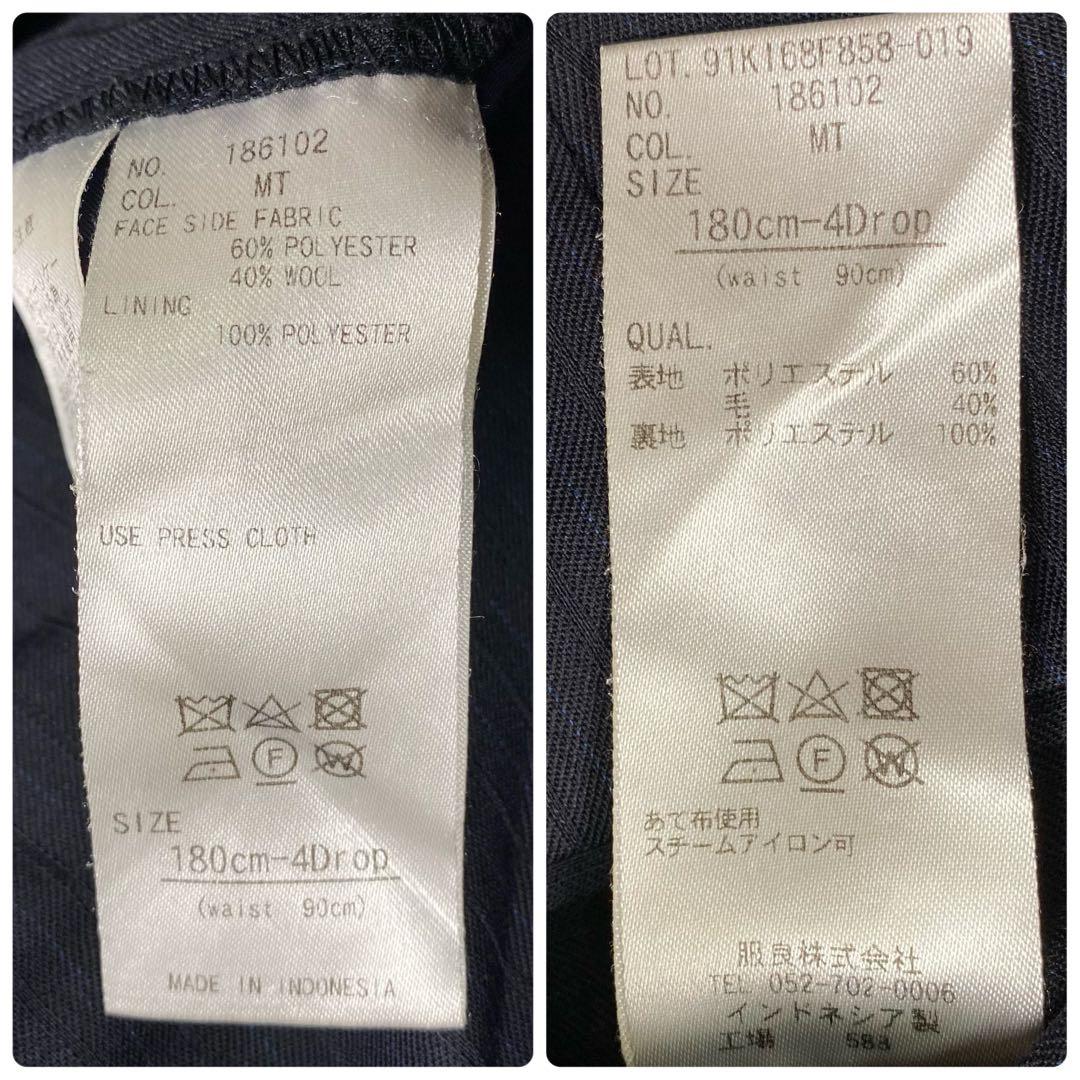 NO. 186102
COL. MT
FACE SIDE FABRIC
60% POLYESTER
40% WOOL
LINING
100% POLYESTER
USE PRESS CLOTH
F W
SIZE
180cm-4Drop
(waist 90cm)
MADE IN INDONESIA
LOT. 91KI68F858-019
NO. 186102
COL. MT
SIZE
180cm-4Drop
(waist 90cm)
QUAL.
表地 ポリエステル 60%
毛 40%
裏地 ポリエステル 100%
F W
あて布使用
スチームアイロン可
服良株式会社
TEL 052-702-0006
インドネシア製
工場